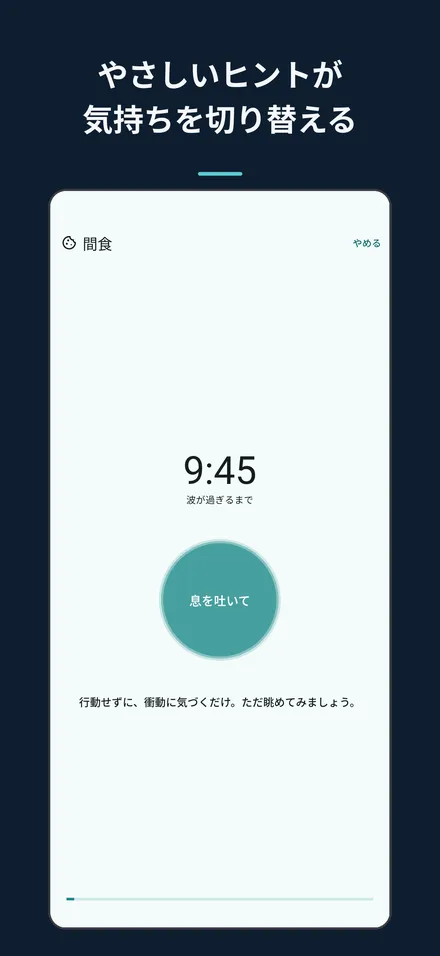 やさしいヒントが
気持ちを切り替える
間食
やめる
9:45
波が過ぎるまで
息を吐いて
行動せずに、衝動に気づくだけ。ただ眺めてみましょう。